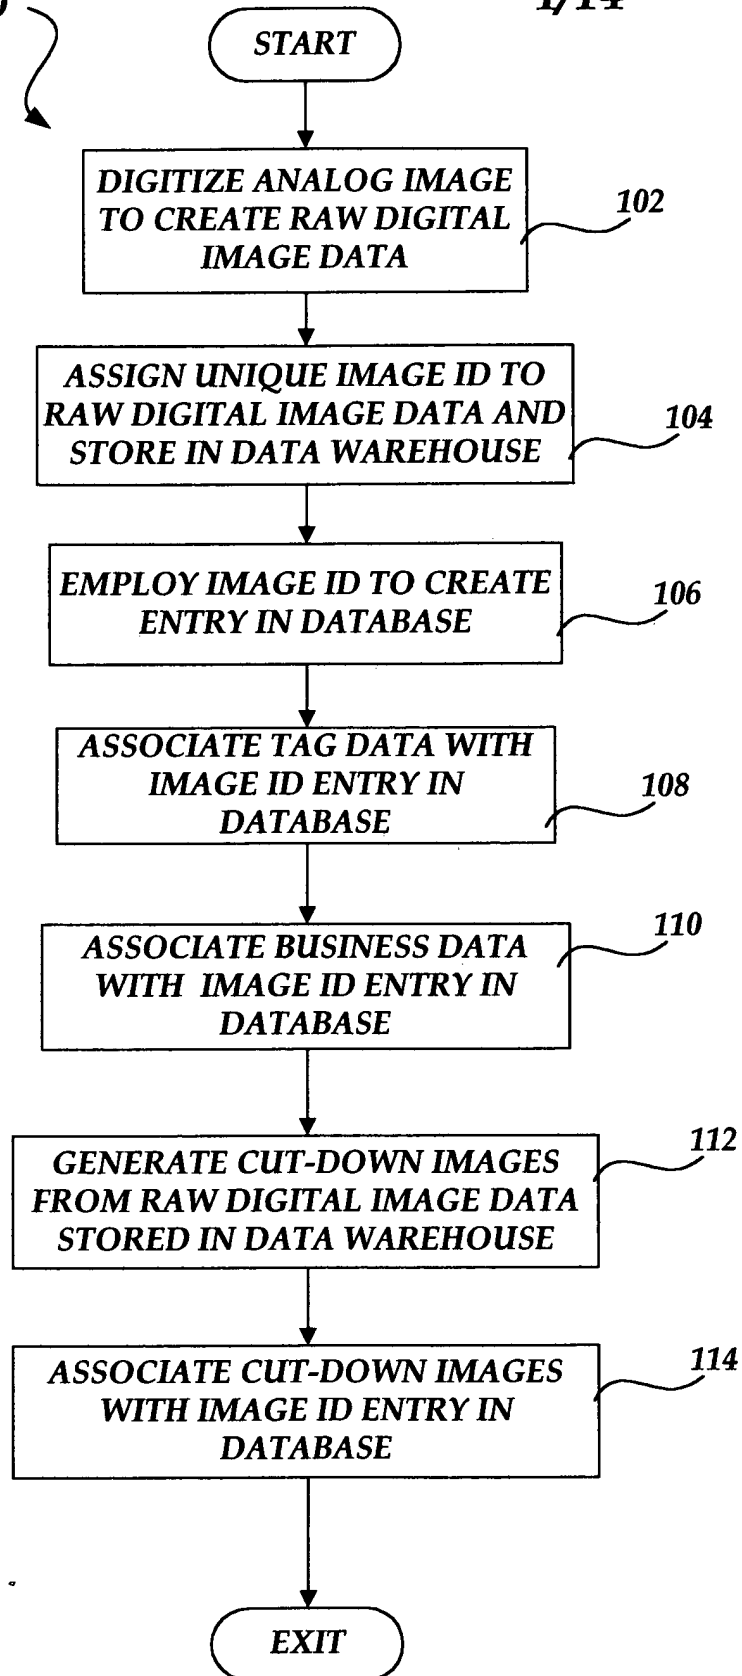 1/14
START
DIGITIZE ANALOG IMAGE
TO CREATE RAW DIGITAL
IMAGE DATA
102
ASSIGN UNIQUE IMAGE ID TO
RAW DIGITAL IMAGE DATA AND
STORE IN DATA WAREHOUSE
104
EMPLOY IMAGE ID TO CREATE
ENTRY IN DATABASE
106
ASSOCIATE TAG DATA WITH
IMAGE ID ENTRY IN
DATABASE
108
ASSOCIATE BUSINESS DATA
WITH IMAGE ID ENTRY IN
DATABASE
110
GENERATE CUT-DOWN IMAGES
FROM RAW DIGITAL IMAGE DATA
STORED IN DATA WAREHOUSE
112
ASSOCIATE CUT-DOWN IMAGES
WITH IMAGE ID ENTRY IN
DATABASE
114
EXIT